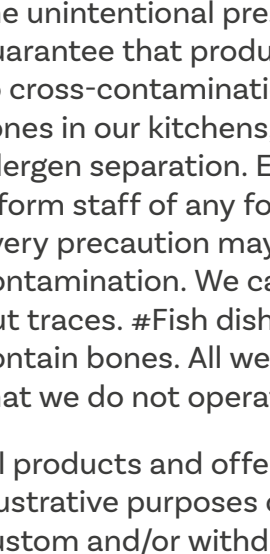 e unintentional pre
uarantee that produ
cross-contaminati
ones in our kitchens
lergen separation. E
form staff of any fo
very precaution may
ontamination. We ca
ut traces. #Fish dish
ontain bones. All we
at we do not opera
l products and offe
ustrative purposes
ustom and/or withd